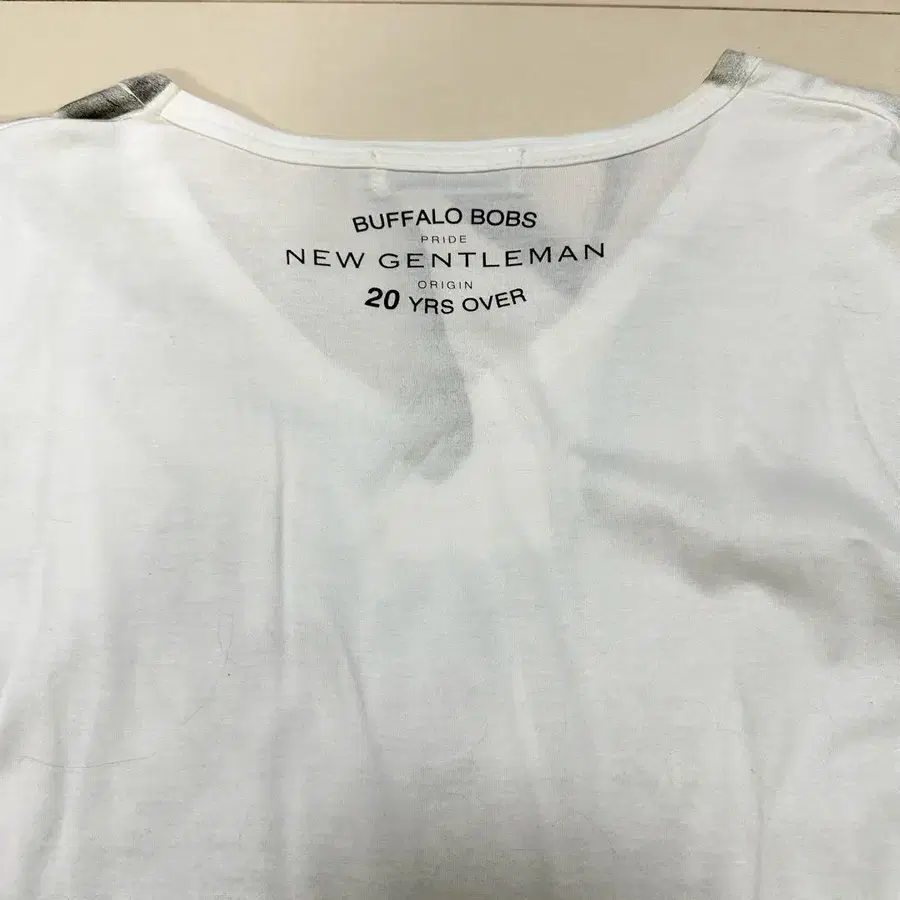 BUFFALO BOBS
PRIDE
NEW GENTLEMAN
ORIGIN
20 YRS OVER